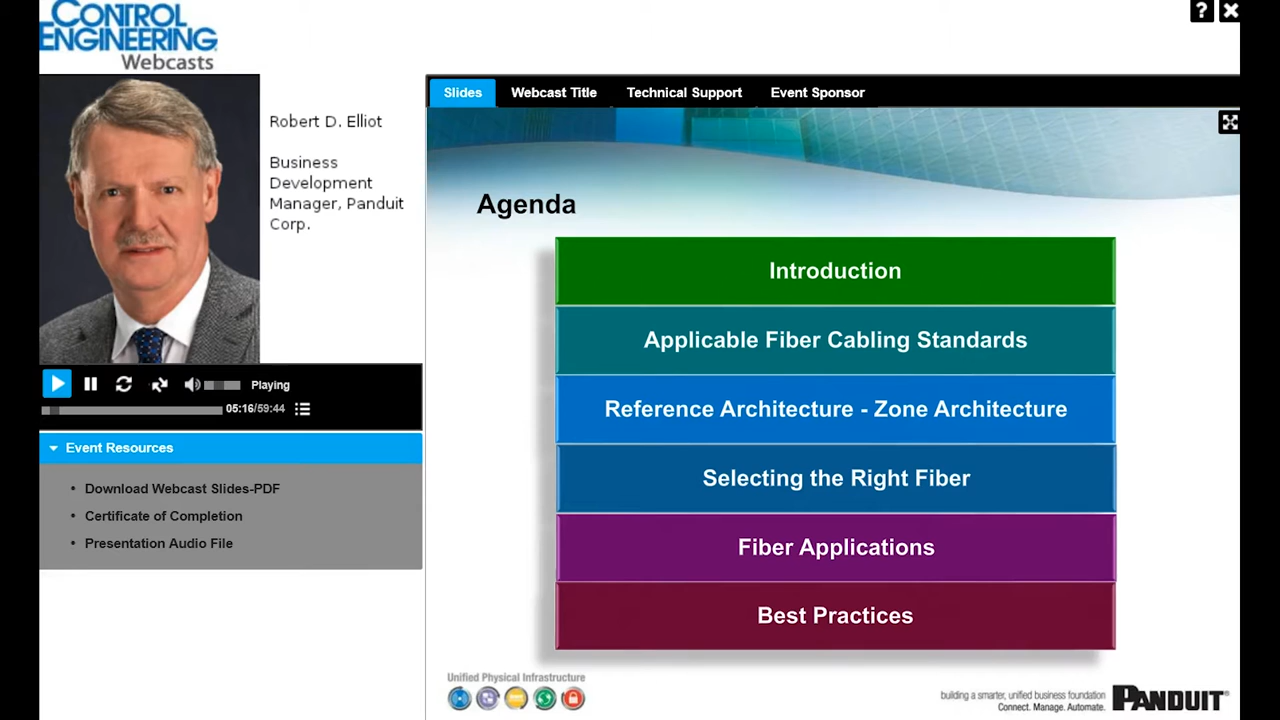 CONTROL
ENGINEERING
Webcasts
?
Robert D. Elliot
Business
Development
Manager, Panduit
Corp.
Playing
05:16/59:44
Event Resources
• Download Webcast Slides-PDF
• Certificate of Completion
• Presentation Audio File
Slides Webcast Title Technical Support Event Sponsor
Agenda
Introduction
Applicable Fiber Cabling Standards
Reference Architecture - Zone Architecture
Selecting the Right Fiber
Fiber Applications
Best Practices
Unified Physical Infrastructure
building a smarter, unified business foundation
Connect. Manage. Automate.
PANDUIT